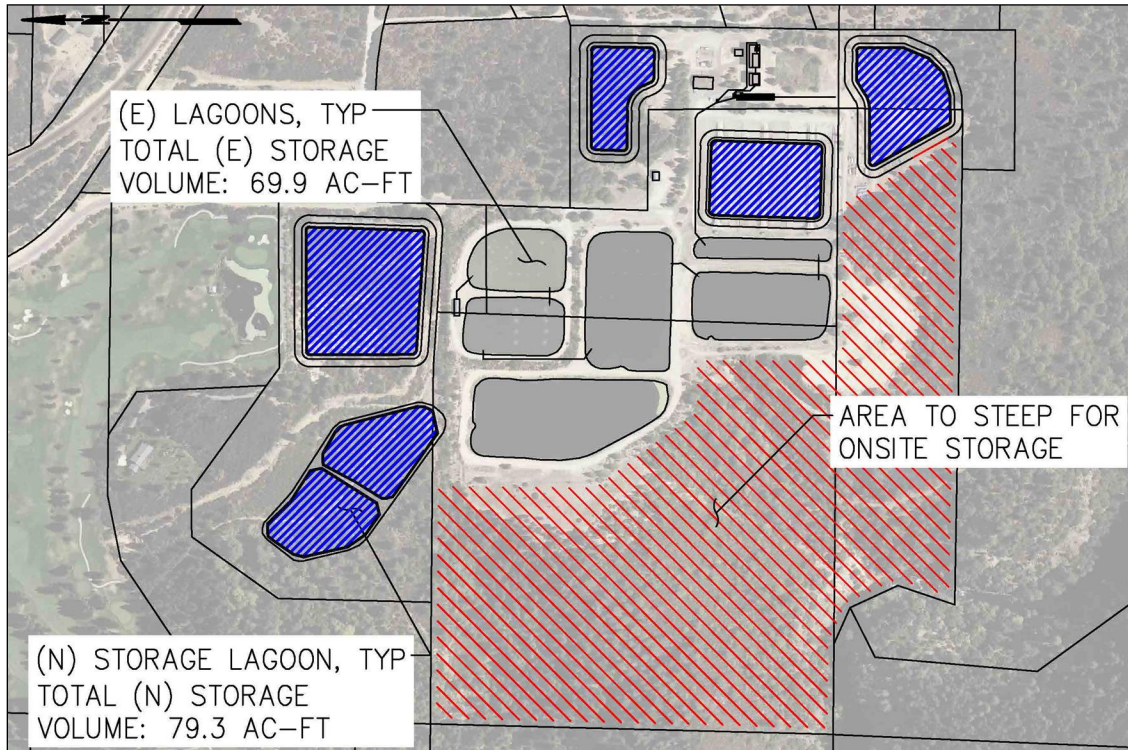 (E) LAGOONS, TYP
TOTAL (E) STORAGE
VOLUME: 69.9 AC-FT
AREA TO STEEP FOR
ONSITE STORAGE
(N) STORAGE LAGOON, TYP
TOTAL (N) STORAGE
VOLUME: 79.3 AC-FT